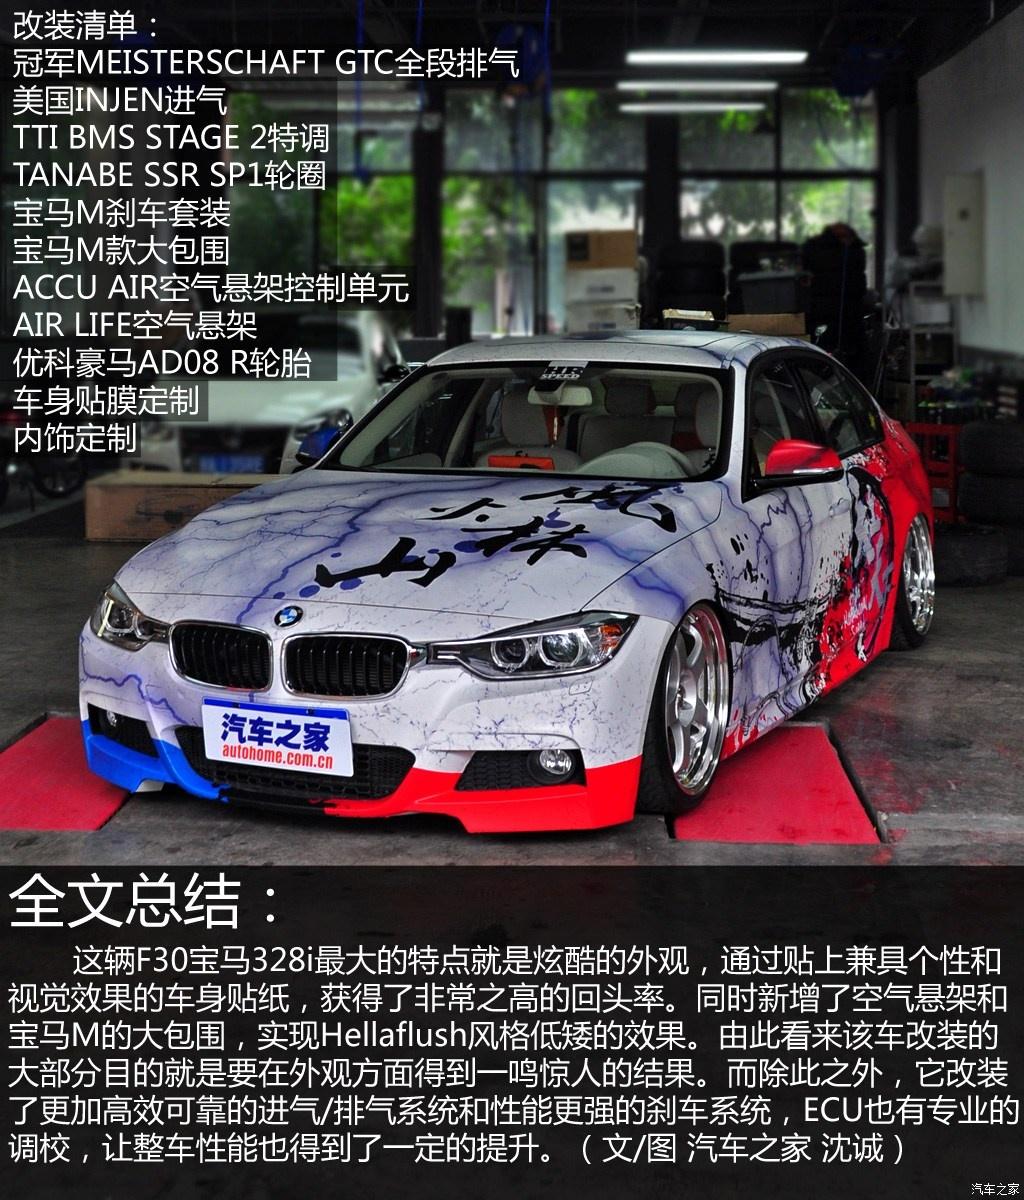 改装清单：
冠军MEISTERSCHAFT GTC全段排气
美国INJEN进气
TTI BMS STAGE 2特调
TANABE SSR SP1轮圈
宝马M刹车套装
宝马M款大包围
ACCU AIR空气悬架控制单元
AIR LIFE空气悬架
优科豪马AD08 R轮胎
车身贴膜定制
内饰定制
SPEED
風
林
火
山
汽车之家
autohome.com.cn
全文总结：
这辆F30宝马328i最大的特点就是炫酷的外观，通过贴上兼具个性和
视觉效果的车身贴纸，获得了非常之高的回头率。同时新增了空气悬架和
宝马M的大包围，实现Hellaflush风格低矮的效果。由此看来该车改装的
大部分目的就是要在外观方面得到一鸣惊人的结果。而除此之外，它改装
了更加高效可靠的进气/排气系统和性能更强的刹车系统，ECU也有专业的
调校，让整车性能也得到了一定的提升。（文/图 汽车之家 沈诚）
汽车之家